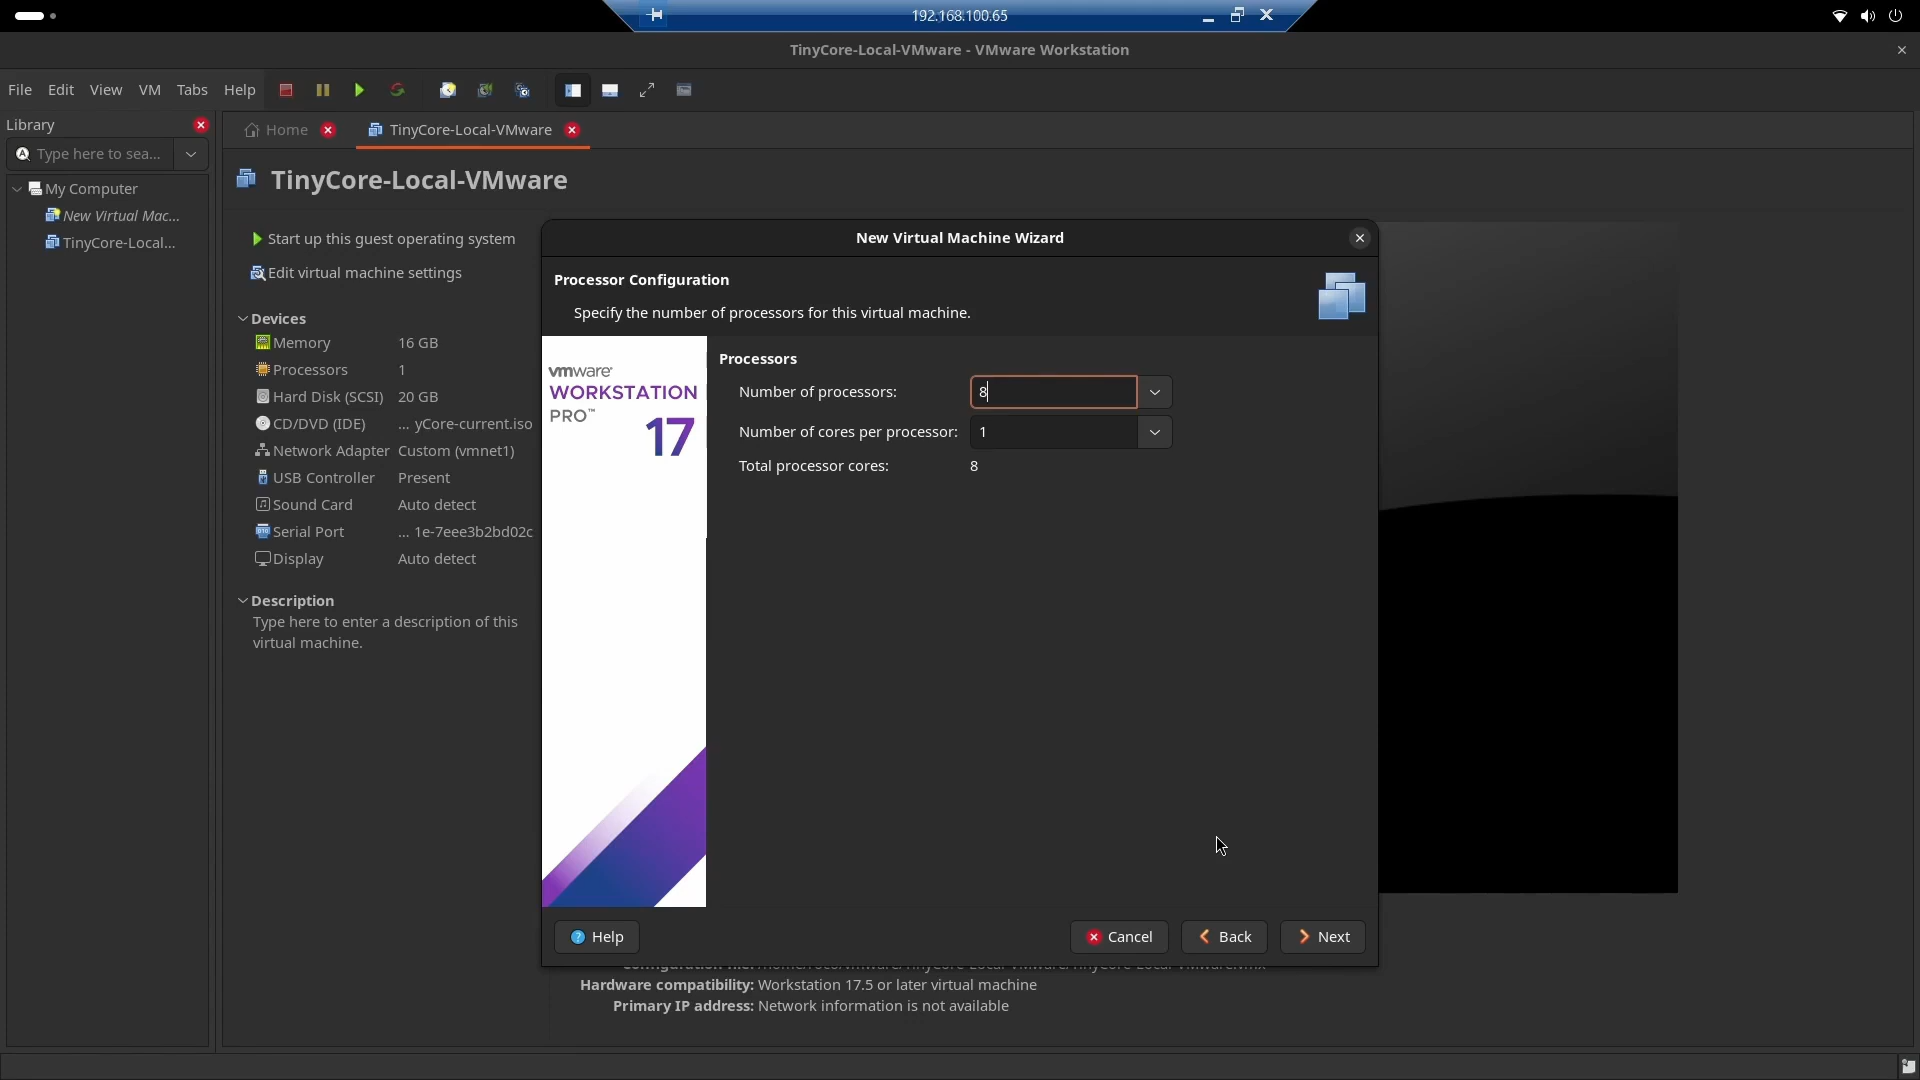 192.168.100.65
TinyCore-Local-VMware - VMware Workstation
File Edit View VM Tabs Help
Library
Home
TinyCore-Local-VMware
Type here to sea...
My Computer
New Virtual Mac...
TinyCore-Local...
TinyCore-Local-VMware
Start up this guest operating system
Edit virtual machine settings
Devices
Memory 16 GB
Processors 1
Hard Disk (SCSI) 20 GB
CD/DVD (IDE) ... yCore-current.iso
Network Adapter Custom (vmnet1)
USB Controller Present
Sound Card Auto detect
Serial Port ... 1e-7eee3b2bd02c
Display Auto detect
Description
Type here to enter a description of this
virtual machine.
New Virtual Machine Wizard
Processor Configuration
Specify the number of processors for this virtual machine.
vmware
WORKSTATION
PRO™
17
Processors
Number of processors: 8
Number of cores per processor: 1
Total processor cores: 8
Help
Cancel
Back
Next
Hardware compatibility: Workstation 17.5 or later virtual machine
Primary IP address: Network information is not available